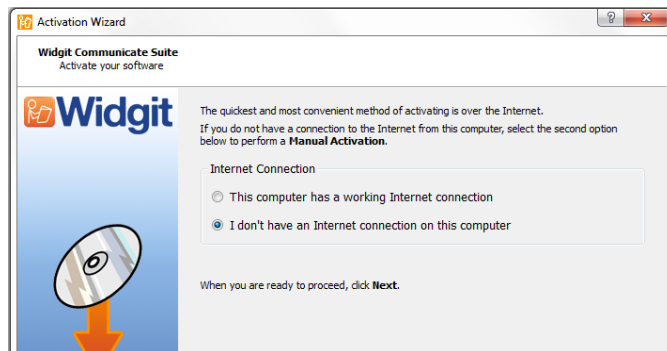 Activation Wizard
Widgit Communicate Suite
Activate your software
Widgit
The quickest and most convenient method of activating is over the Internet.
If you do not have a connection to the Internet from this computer, select the second option
below to perform a Manual Activation.
Internet Connection
This computer has a working Internet connection
I don't have an Internet connection on this computer
When you are ready to proceed, click Next.